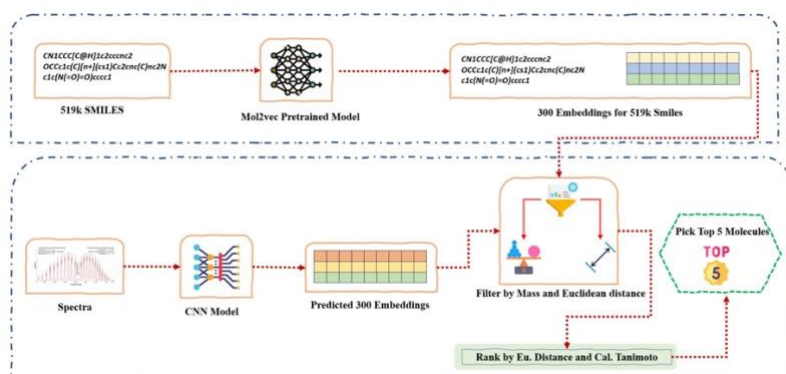 CN1CCC[C@H]1c2cccnc2
OCCc1c(C)[n+](cs1)Cc2cnc(C)nc2N
c1c(N(=O)=O)cccc1
519k SMILES
Mol2vec Pretrained Model
CN1CCC[C@H]1c2cccnc2
OCCc1c(C)[n+](cs1)Cc2cnc(C)nc2N
c1c(N(=O)=O)cccc1
300 Embeddings for 519k Smiles
Spectra
CNN Model
Predicted 300 Embeddings
Filter by Mass and Euclidean distance
Pick Top 5 Molecules
TOP
5
Rank by Eu. Distance and Cal. Tanimoto